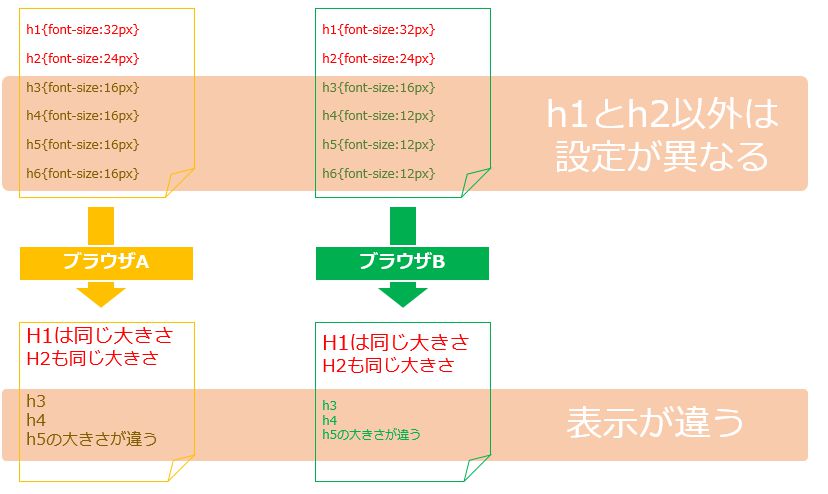 h1{font-size:32px}
h2{font-size:24px}
h3{font-size:16px}
h4{font-size:16px}
h5{font-size:16px}
h6{font-size:16px}
h1{font-size:32px}
h2{font-size:24px}
h3{font-size:16px}
h4{font-size:12px}
h5{font-size:12px}
h6{font-size:12px}
h1とh2以外は
設定が異なる
ブラウザA
ブラウザB
H1は同じ大きさ
H2も同じ大きさ
h3
h4
h5の大きさが違う
H1は同じ大きさ
H2も同じ大きさ
h3
h4
h5の大きさが違う
表示が違う